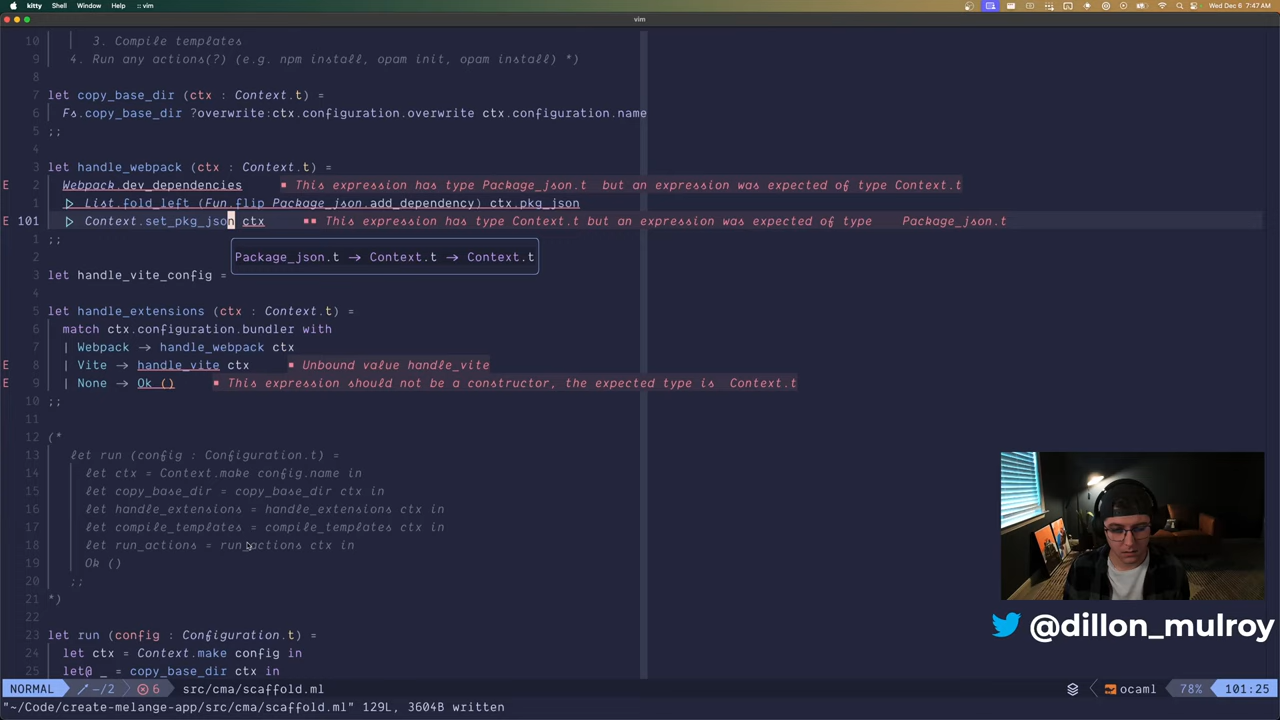 kitty Shell Window Help :: vim Wed Dec 6 7:47 AM
vim
10 3. Compile templates
9 4. Run any actions(?) (e.g. npm install, opam init, opam install) *)
8
7 let copy_base_dir (ctx : Context.t) =
6 Fs.copy_base_dir ?overwrite:ctx.configuration.overwrite ctx.configuration.name
5 ;;
4
3 let handle_webpack (ctx : Context.t) =
E 2 Webpack.dev_dependencies ■ This expression has type Package_json.t but an expression was expected of type Context.t
1 ▷ List.fold_left (Fun.flip Package_json.add_dependency) ctx.pkg_json
E 101 ▷ Context.set_pkg_json ctx ■■ This expression has type Context.t but an expression was expected of type Package_json.t
1 ;;
2 Package_json.t → Context.t → Context.t
3 let handle_vite_config =
4
5 let handle_extensions (ctx : Context.t) =
6 match ctx.configuration.bundler with
7 | Webpack → handle_webpack ctx
E 8 | Vite → handle_vite ctx ■ Unbound value handle_vite
E 9 | None → Ok () ■ This expression should not be a constructor, the expected type is Context.t
10 ;;
11
12 (*
13 let run (config : Configuration.t) =
14 let ctx = Context.make config.name in
15 let copy_base_dir = copy_base_dir ctx in
16 let handle_extensions = handle_extensions ctx in
17 let compile_templates = compile_templates ctx in
18 let run_actions = run_actions ctx in
19 Ok ()
20 ;;
21 *)
22
23 let run (config : Configuration.t) =
24 let ctx = Context.make config in
25 let@ _ = copy_base_dir ctx in
@dillon_mulroy
NORMAL −/2 6 src/cma/scaffold.ml ocaml 78% 101:25
"~/Code/create-melange-app/src/cma/scaffold.ml" 129L, 3604B written